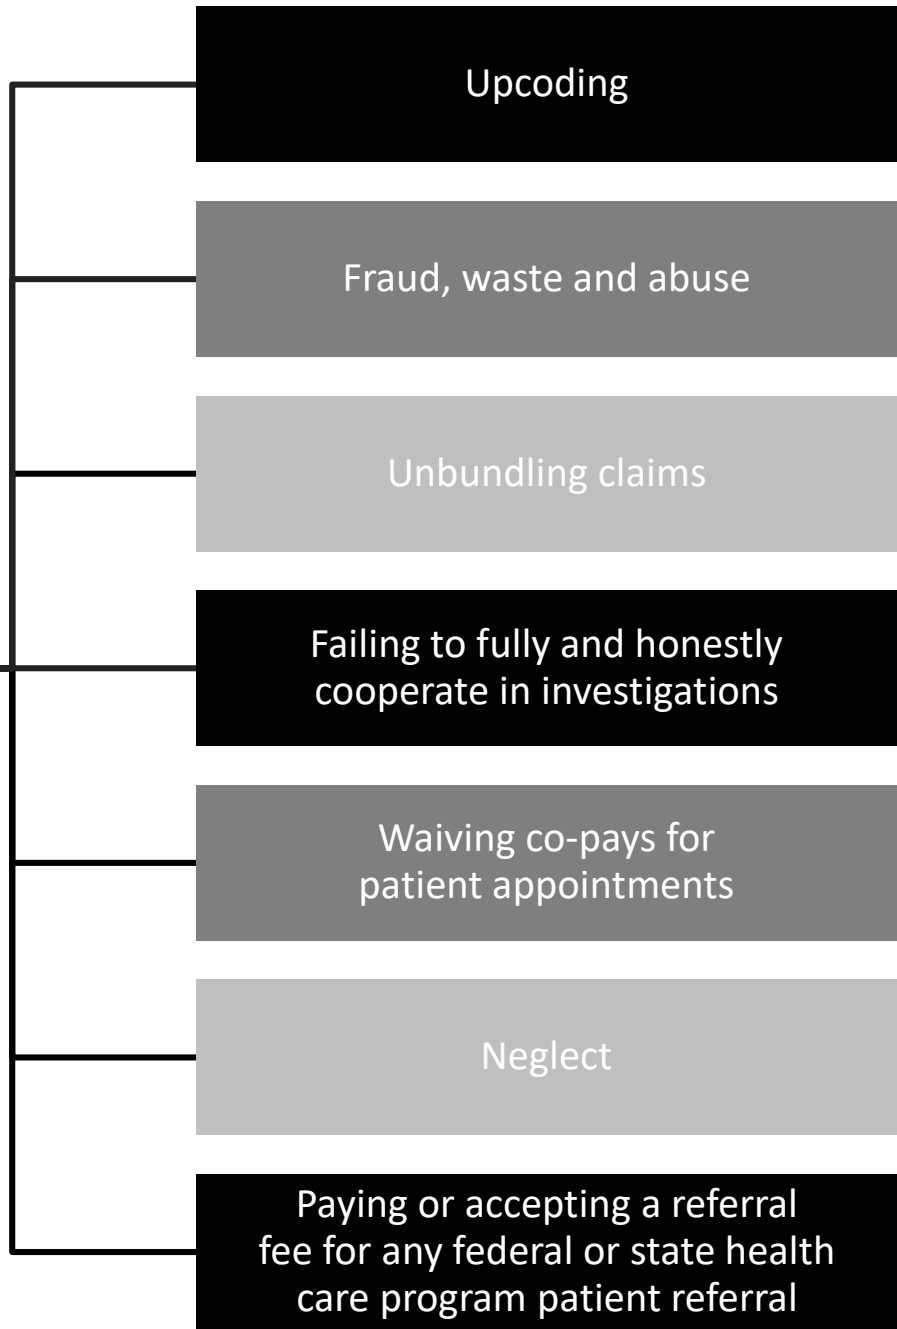 Upcoding
Fraud, waste and abuse
Unbundling claims
Failing to fully and honestly
cooperate in investigations
Waiving co-pays for
patient appointments
Neglect
Paying or accepting a referral
fee for any federal or state health
care program patient referral